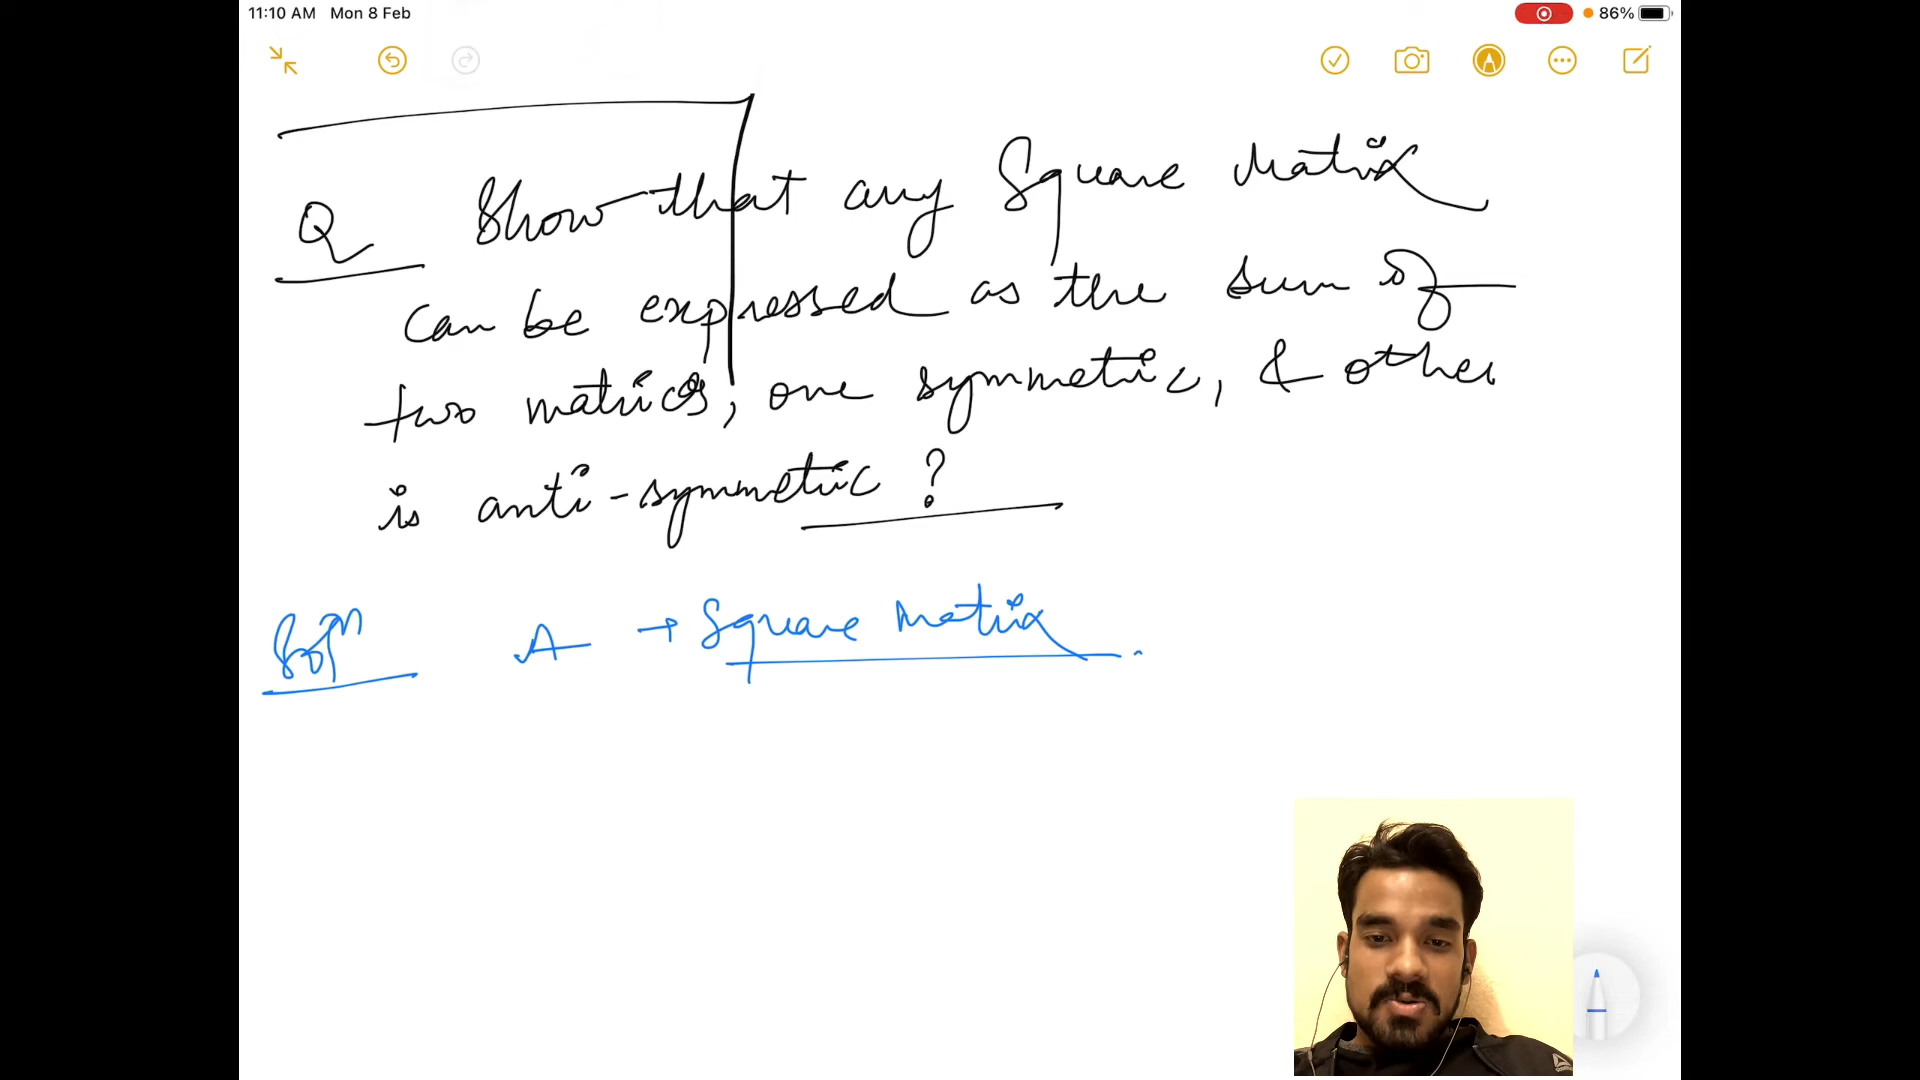 11:10 AM Mon 8 Feb 86%
Q Show that any Square Matrix
can be expressed as the sum of
two matrices, one symmetric, & other
is anti-symmetric ?
Solⁿ A → Square Matrix .